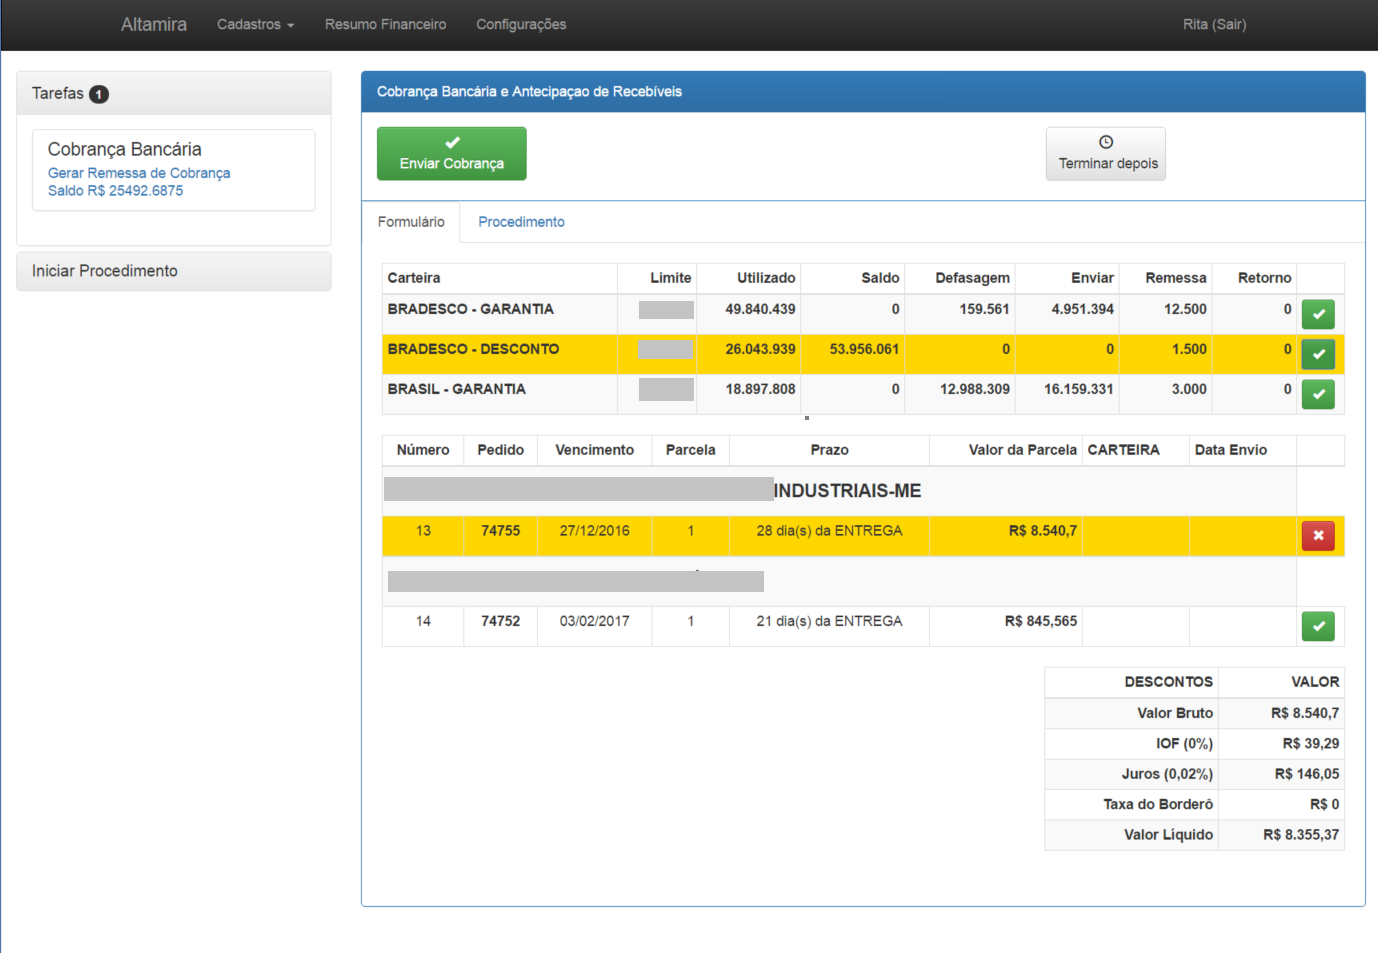 Altamira Cadastros Resumo Financeiro Configurações Rita (Sair)
Tarefas 1
Cobrança Bancária
Gerar Remessa de Cobrança
Saldo R$ 25492.6875
Iniciar Procedimento
Cobrança Bancária e Antecipaçao de Recebíveis
Enviar Cobrança
Terminar depois
Formulário Procedimento
Carteira Limite Utilizado Saldo Defasagem Enviar Remessa Retorno
BRADESCO - GARANTIA 49.840.439 0 159.561 4.951.394 12.500 0
BRADESCO - DESCONTO 26.043.939 53.956.061 0 0 1.500 0
BRASIL - GARANTIA 18.897.808 0 12.988.309 16.159.331 3.000 0
Número Pedido Vencimento Parcela Prazo Valor da Parcela CARTEIRA Data Envio
INDUSTRIAIS-ME
13 74755 27/12/2016 1 28 dia(s) da ENTREGA R$ 8.540,7
14 74752 03/02/2017 1 21 dia(s) da ENTREGA R$ 845,565
DESCONTOS VALOR
Valor Bruto R$ 8.540,7
IOF (0%) R$ 39,29
Juros (0,02%) R$ 146,05
Taxa do Borderô R$ 0
Valor Líquido R$ 8.355,37